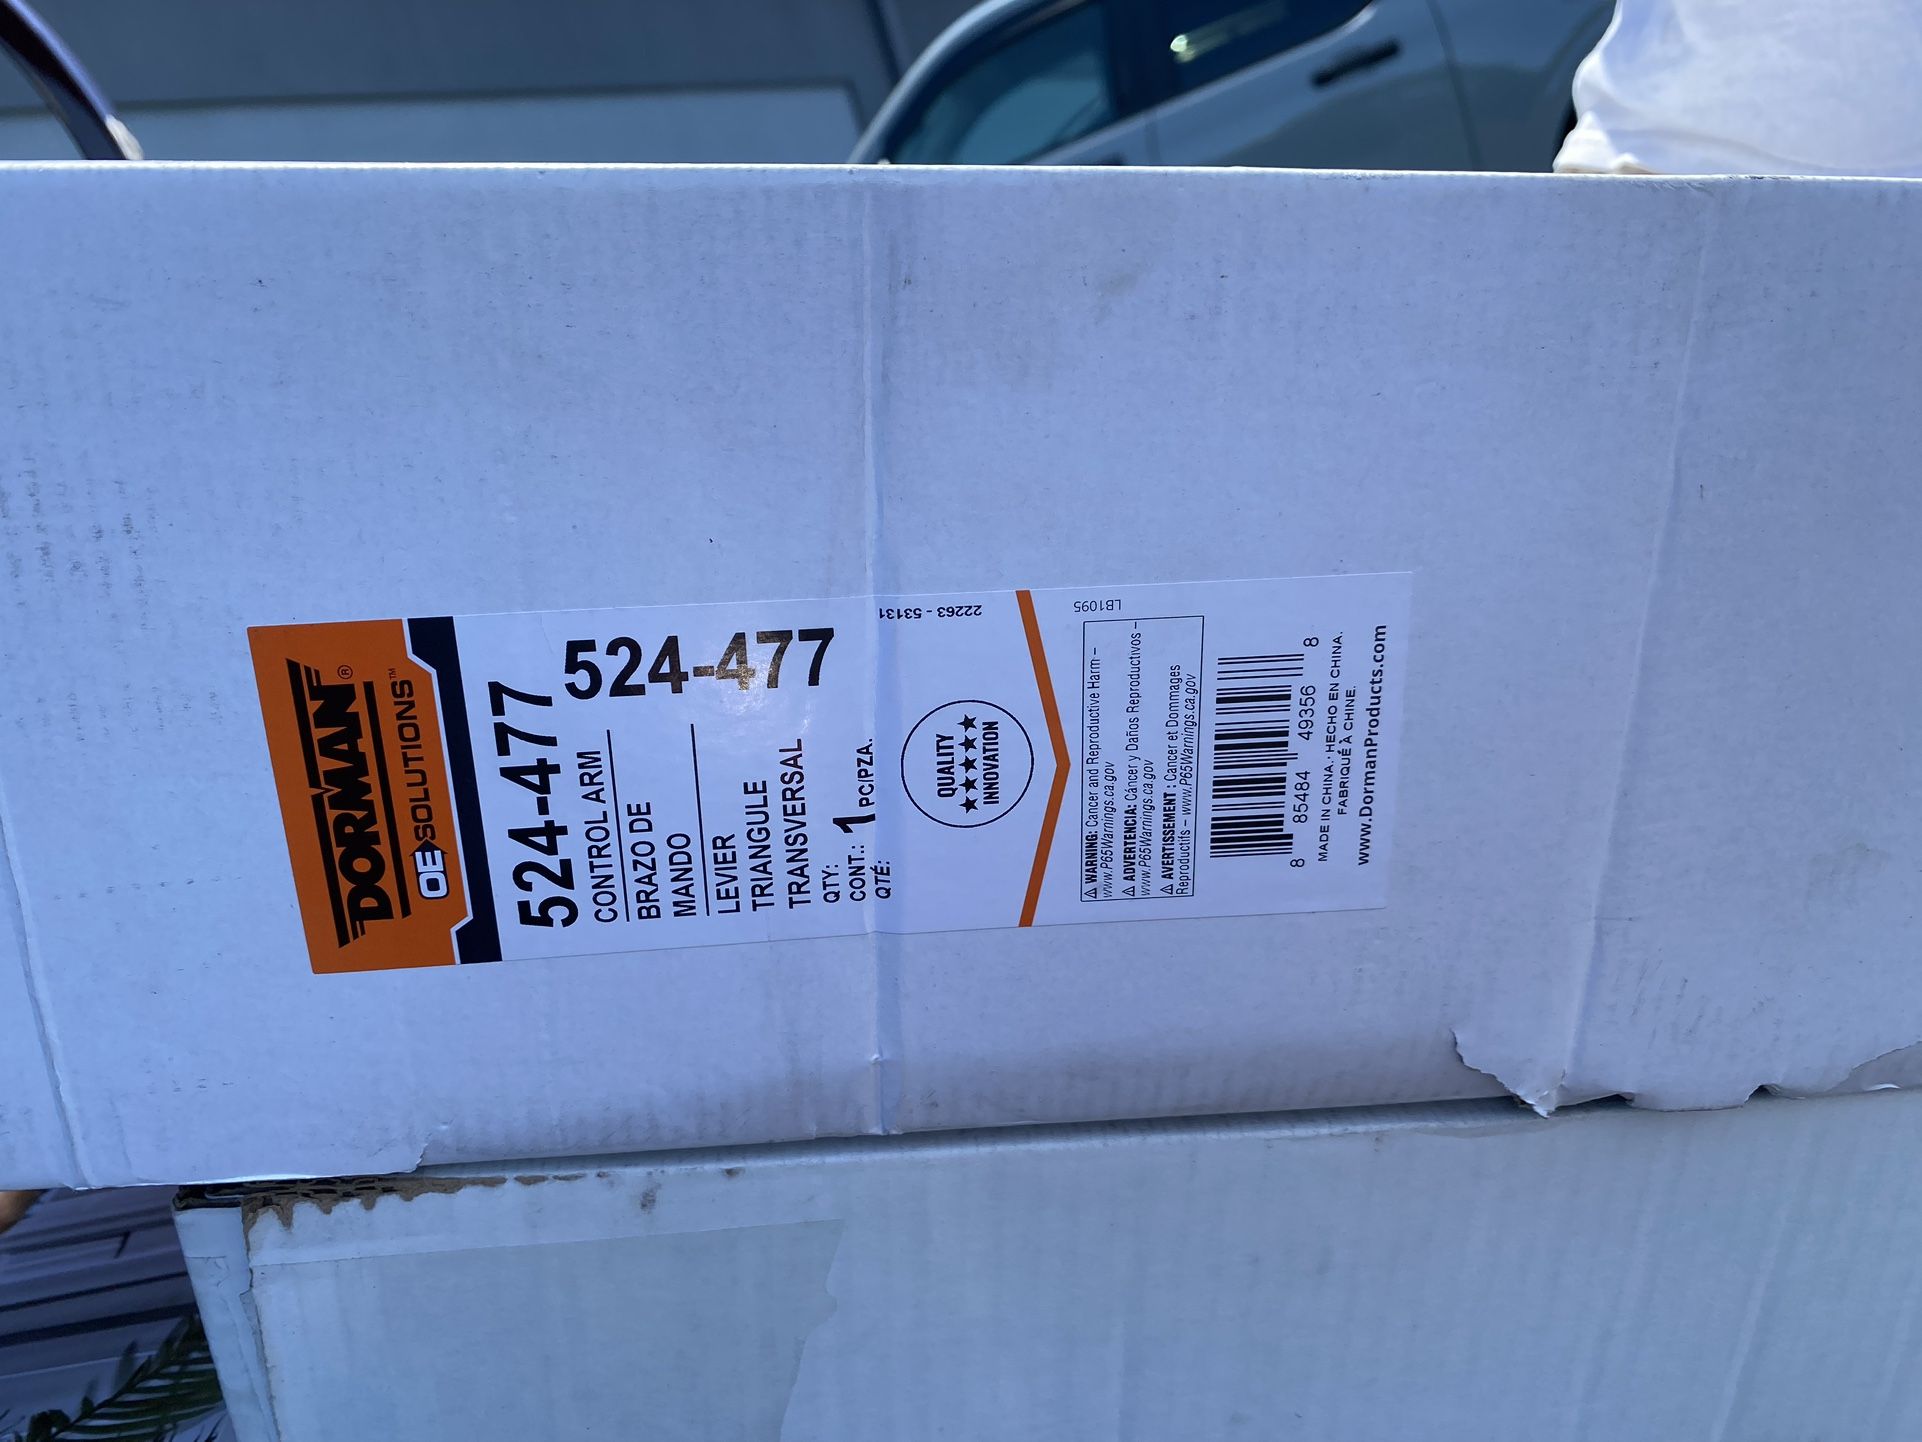 DORMAN®
OE SOLUTIONS™
524-477
CONTROL ARM
524-477
BRAZO DE
MANDO
LEVIER
TRIANGULE
TRANSVERSAL
QTY:
CONT.: 1 PC/PZA.
QTÉ:
22263 - 53131
QUALITY
INNOVATION
LB1095
⚠ WARNING: Cancer and Reproductive Harm –
www.P65Warnings.ca.gov
⚠ ADVERTENCIA: Cáncer y Daños Reproductivos –
www.P65Warnings.ca.gov
⚠ AVERTISSEMENT : Cancer et Dommages
Reproductifs – www.P65Warnings.ca.gov
8 85484 49356 8
MADE IN CHINA. HECHO EN CHINA.
FABRIQUÉ À CHINE.
www.DormanProducts.com